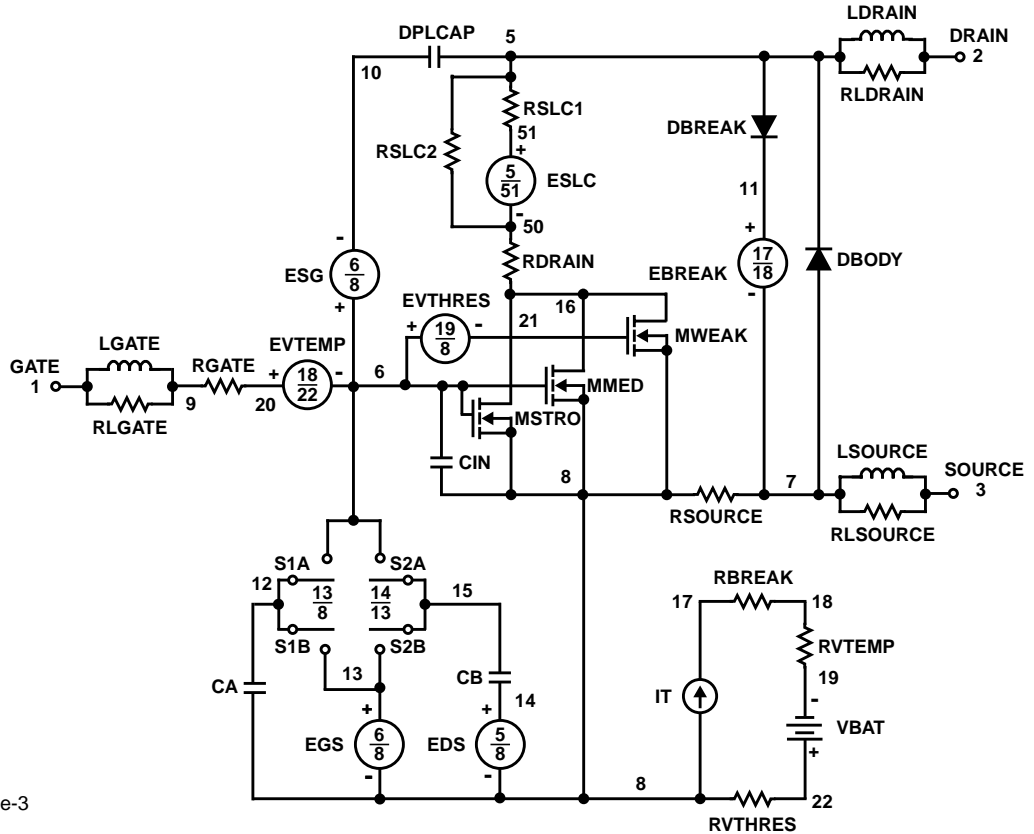 LDRAIN
DPLCAP
5
DRAIN
2
10
RLDRAIN
RSLC1
51
+
DBREAK
RSLC2
5
51
ESLC
11
-
50
-
+
17
18
-
EBREAK
DBODY
RDRAIN
6
8
ESG
+
EVTHRES
16
21
+
19
8
-
MWEAK
LGATE
EVTEMP
GATE
1
RGATE
+
18
22
-
6
MMED
9
20
RLGATE
MSTRO
LSOURCE
CIN
8
7
SOURCE
3
RSOURCE
RLSOURCE
S1A
S2A
12
13
8
14
13
15
RBREAK
17
18
S1B
S2B
RVTEMP
13
CB
19
CA
14
IT
-
+
+
VBAT
EGS
6
8
EDS
5
8
+
-
-
8
22
e-3
RVTHRES